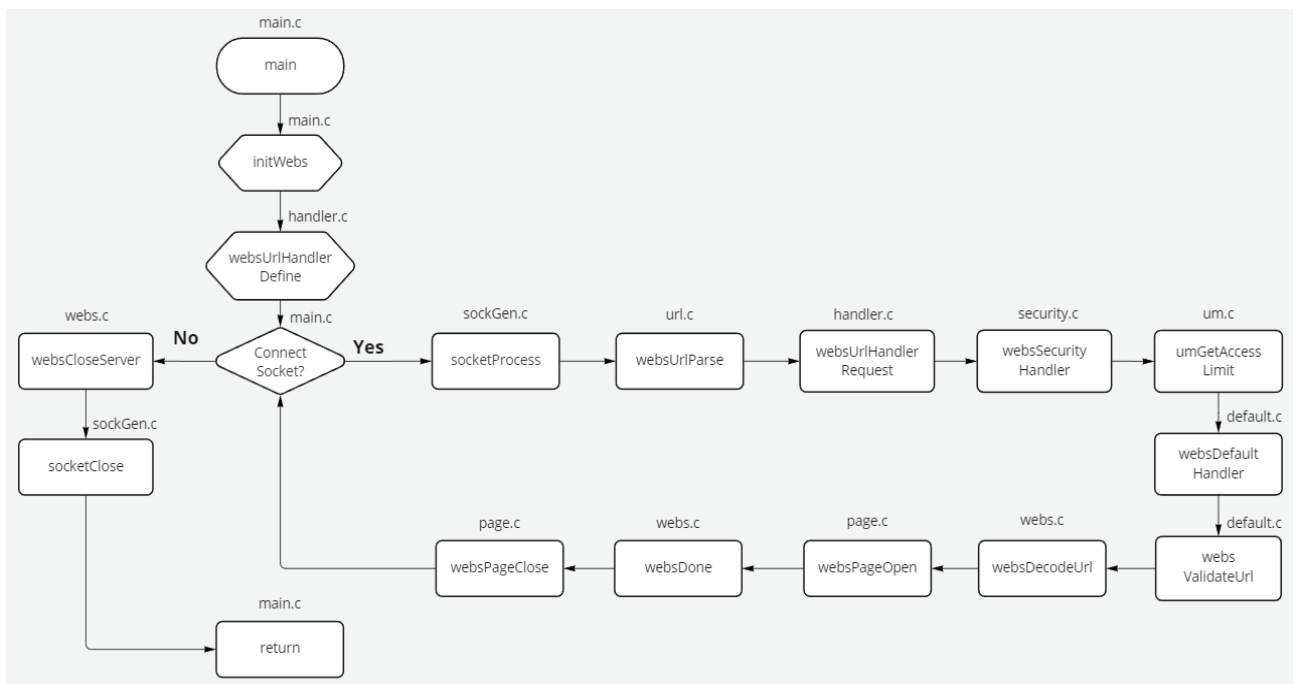 main.c
main
main.c
initWebs
handler.c
websUrlHandler
Define
main.c
Connect
Socket?
No
Yes
webs.c
websCloseServer
sockGen.c
socketClose
main.c
return
sockGen.c
socketProcess
url.c
websUrlParse
handler.c
websUrlHandler
Request
security.c
websSecurity
Handler
um.c
umGetAccess
Limit
default.c
websDefault
Handler
default.c
webs
ValidateUrl
webs.c
websDecodeUrl
page.c
websPageOpen
webs.c
websDone
page.c
websPageClose